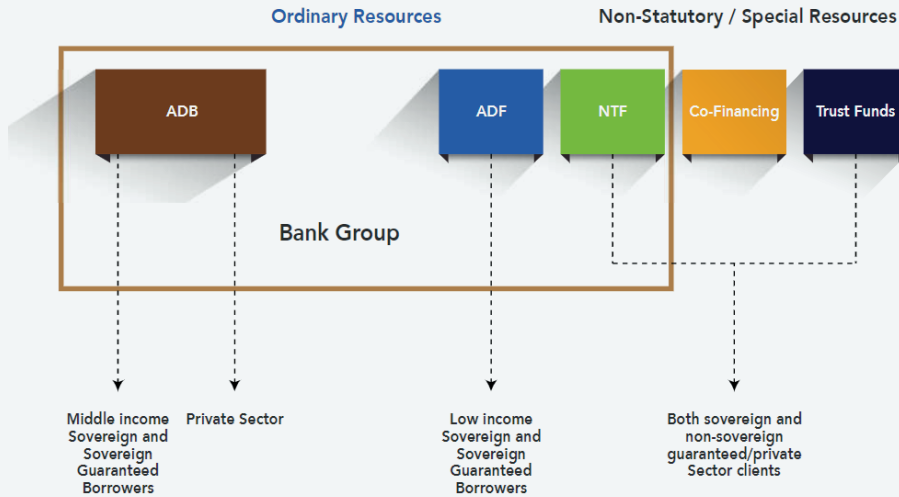 Ordinary Resources
Non-Statutory / Special Resources
ADB
ADF
NTF
Co-Financing
Trust Funds
Bank Group
Middle income
Sovereign and
Sovereign
Guaranteed
Borrowers
Private Sector
Low income
Sovereign and
Sovereign
Guaranteed
Borrowers
Both sovereign and
non-sovereign
guaranteed/private
Sector clients